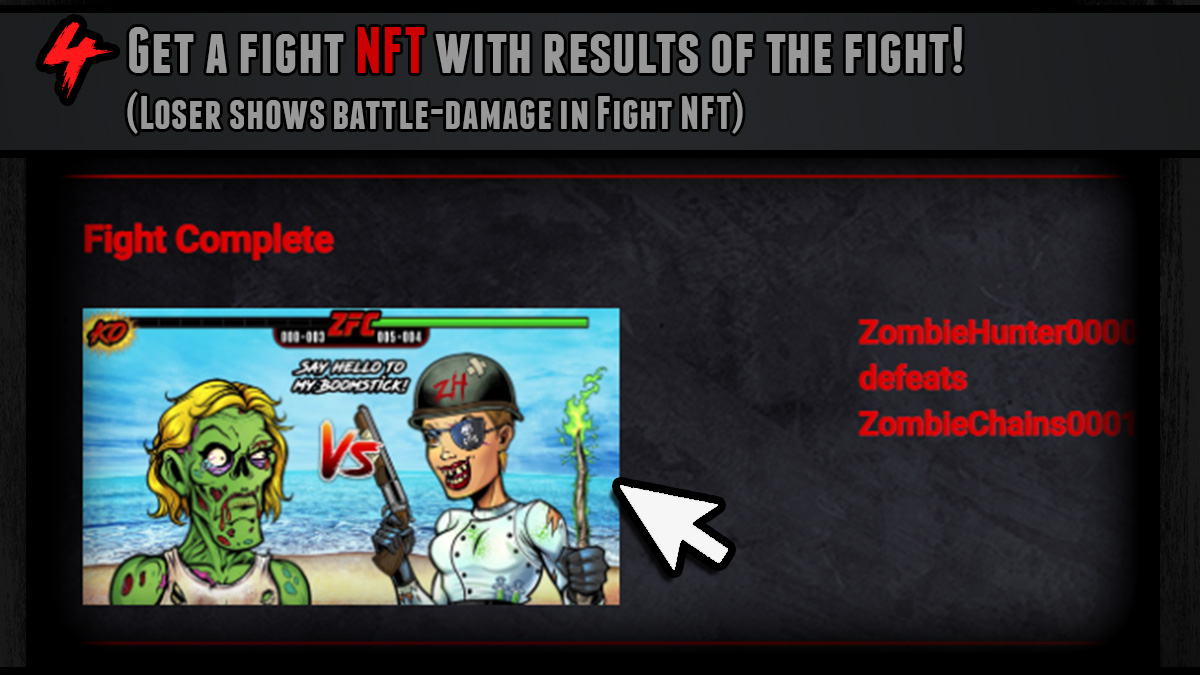 4 Get a fight NFT with results of the fight!
(Loser shows battle-damage in Fight NFT)
Fight Complete
KO
ZFC
000-003 005-004
Say hello to
my boomstick!
ZH
Vs
ZombieHunter0000
defeats
ZombieChains0001